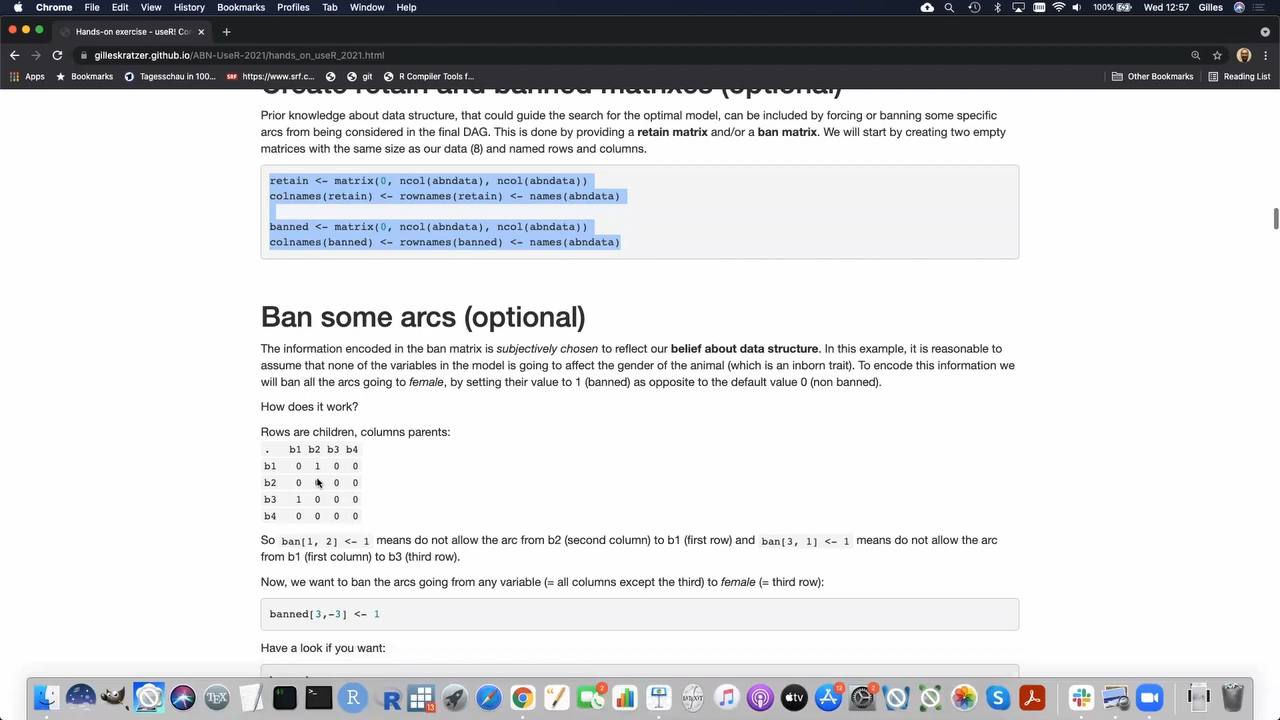 Chrome File Edit View History Bookmarks Profiles Tab Window Help 100% Wed 12:57 Gilles
Hands-on exercise - useR! Co
gilleskratzer.github.io/ABN-UseR-2021/hands_on_useR_2021.html
Apps Bookmarks Tagesschau in 100... SRF https://www.srf.c... git R Compiler Tools f... Other Bookmarks Reading List
Create retain and banned matrixes (optional)
Prior knowledge about data structure, that could guide the search for the optimal model, can be included by forcing or banning some specific
arcs from being considered in the final DAG. This is done by providing a retain matrix and/or a ban matrix. We will start by creating two empty
matrices with the same size as our data (8) and named rows and columns.
retain <- matrix(0, ncol(abndata), ncol(abndata))
colnames(retain) <- rownames(retain) <- names(abndata)
banned <- matrix(0, ncol(abndata), ncol(abndata))
colnames(banned) <- rownames(banned) <- names(abndata)
Ban some arcs (optional)
The information encoded in the ban matrix is subjectively chosen to reflect our belief about data structure. In this example, it is reasonable to
assume that none of the variables in the model is going to affect the gender of the animal (which is an inborn trait). To encode this information we
will ban all the arcs going to female, by setting their value to 1 (banned) as opposed to the default value 0 (non banned).
How does it work?
Rows are children, columns parents:
. b1 b2 b3 b4
b1 0 1 0 0
b2 0 0 0 0
b3 1 0 0 0
b4 0 0 0 0
So ban[1, 2] <- 1 means do not allow the arc from b2 (second column) to b1 (first row) and ban[3, 1] <- 1 means do not allow the arc
from b1 (first column) to b3 (third row).
Now, we want to ban the arcs going from any variable (= all columns except the third) to female (= third row):
banned[3,-3] <- 1
Have a look if you want: